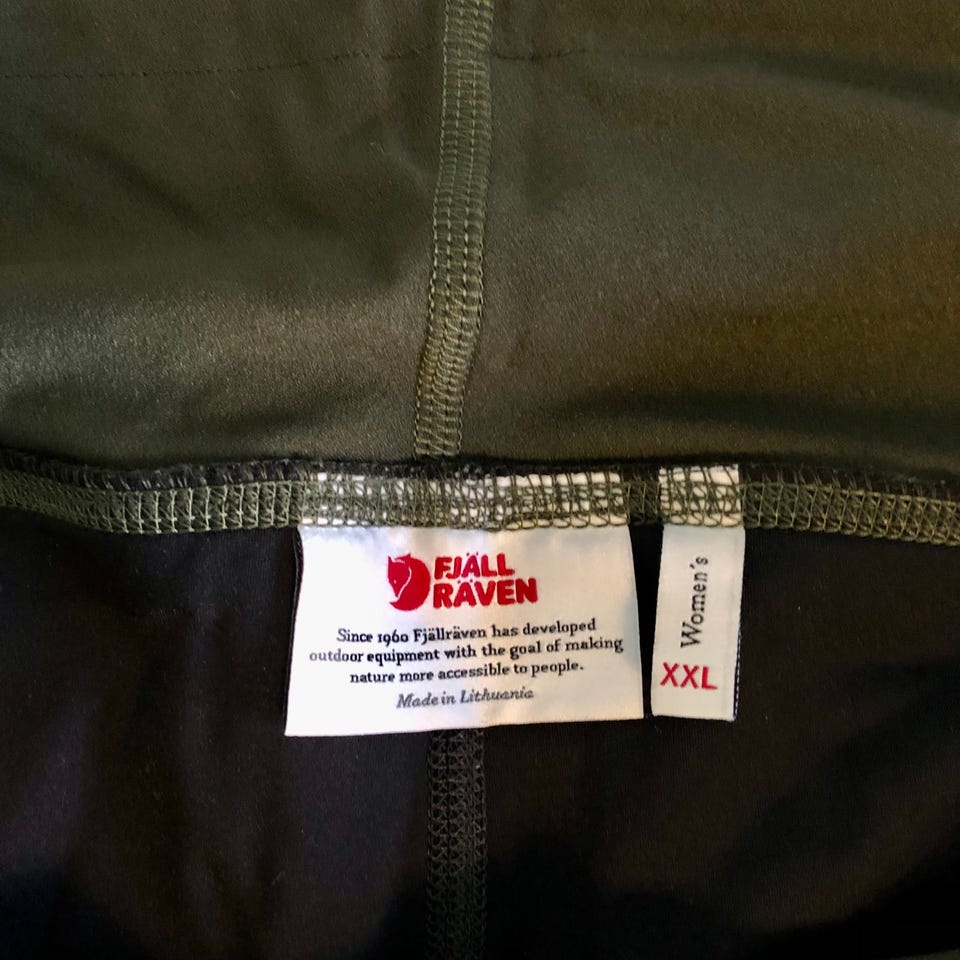 FJÄLL
RÄVEN
Since 1960 Fjällräven has developed
outdoor equipment with the goal of making
nature more accessible to people.
Made in Lithuania
Women's
XXL